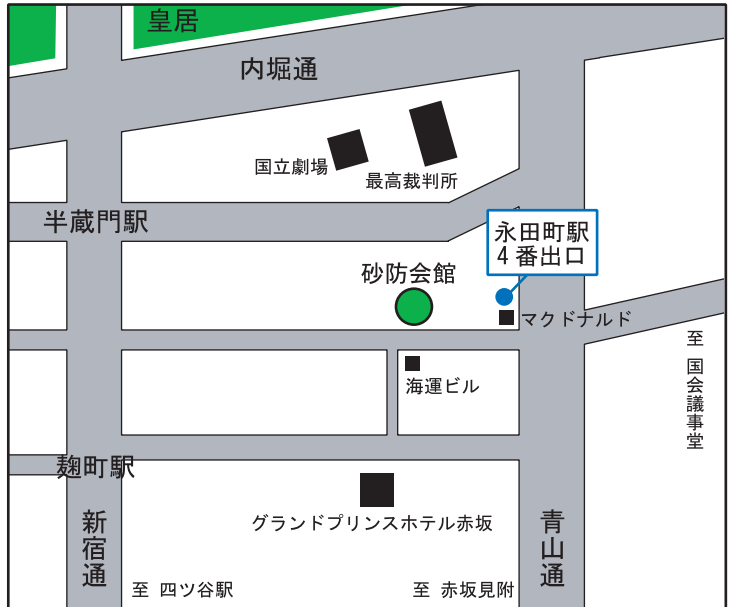 皇居
内堀通
国立劇場
最高裁判所
半蔵門駅
永田町駅
4番出口
砂防会館
マクドナルド
至 国会議事堂
海運ビル
麹町駅
グランドプリンスホテル赤坂
新宿通
青山通
至 四ツ谷駅
至 赤坂見附